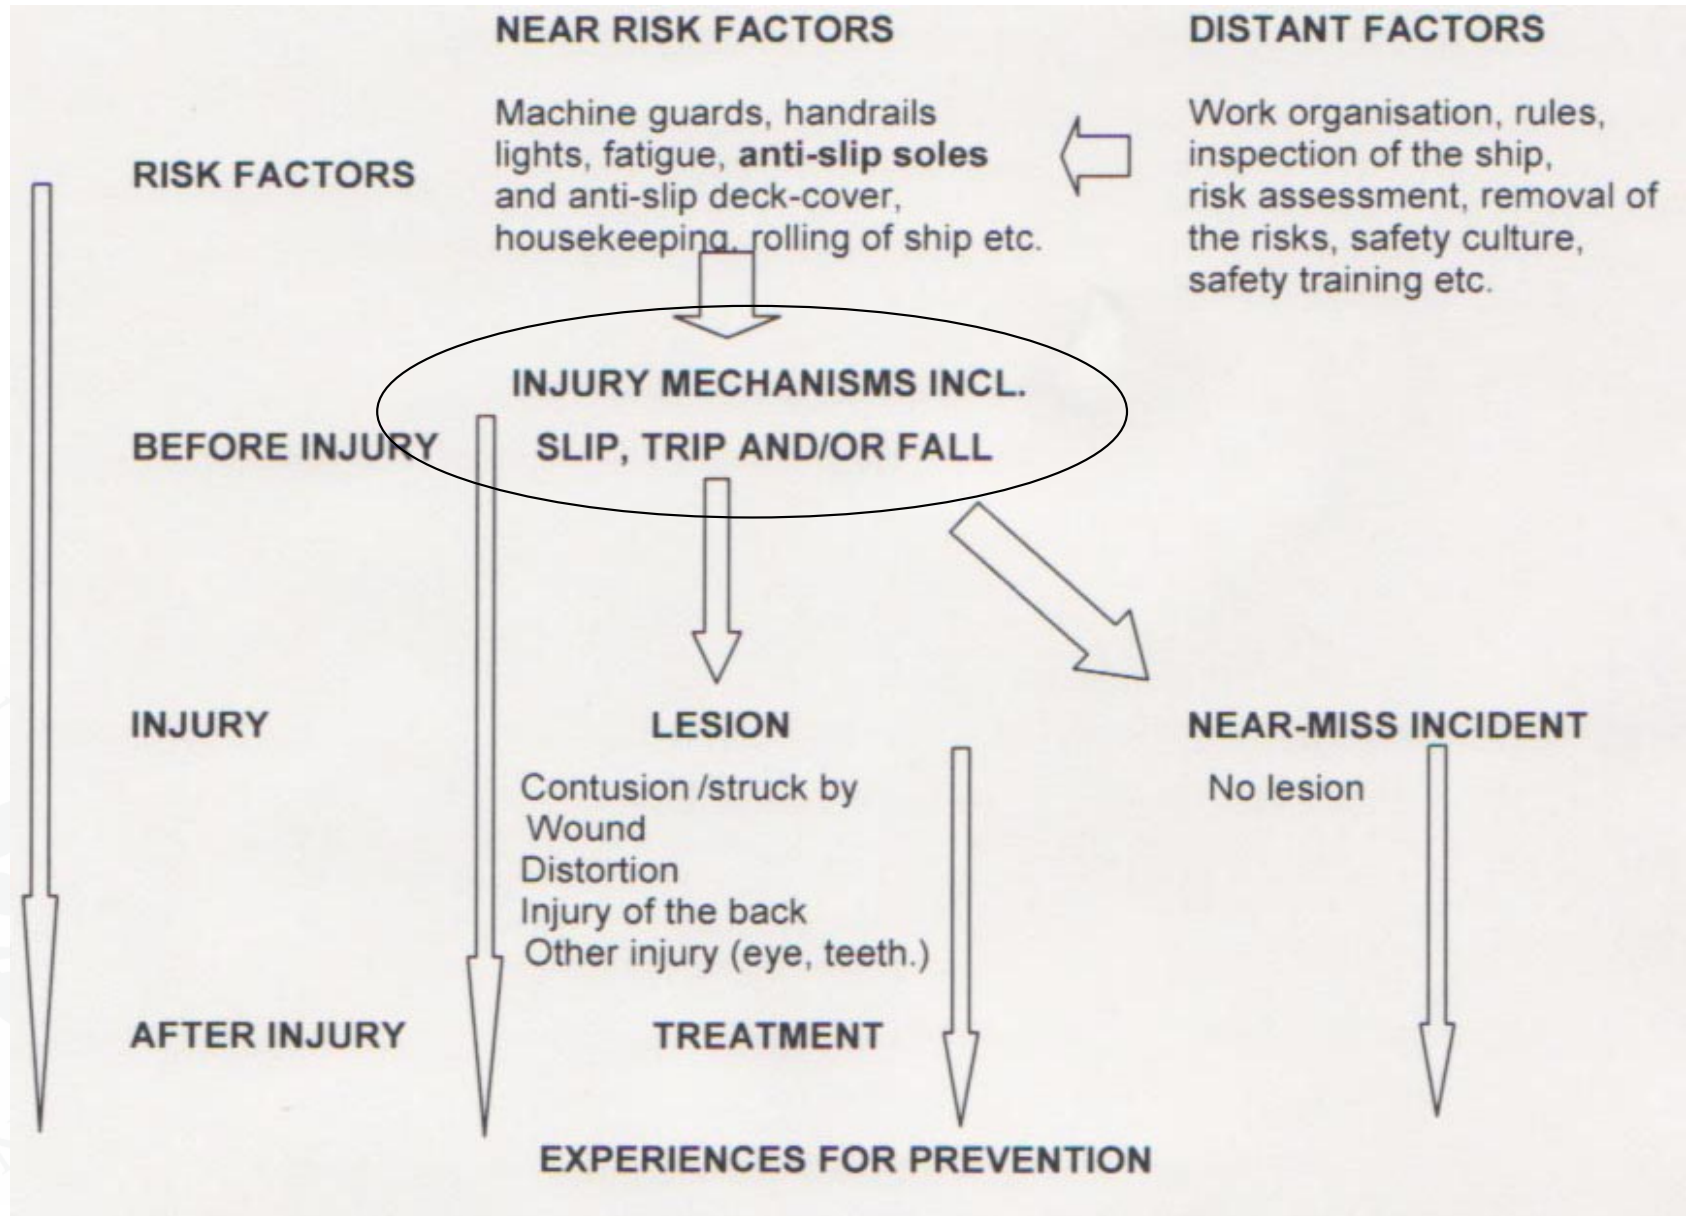 NEAR RISK FACTORS
DISTANT FACTORS
RISK FACTORS
Machine guards, handrails
lights, fatigue, anti-slip soles
and anti-slip deck-cover,
housekeeping, rolling of ship etc.
Work organisation, rules,
inspection of the ship,
risk assessment, removal of
the risks, safety culture,
safety training etc.
BEFORE INJURY
INJURY MECHANISMS INCL.
SLIP, TRIP AND/OR FALL
INJURY
LESION
Contusion /struck by
Wound
Distortion
Injury of the back
Other injury (eye, teeth.)
NEAR-MISS INCIDENT
No lesion
AFTER INJURY
TREATMENT
EXPERIENCES FOR PREVENTION